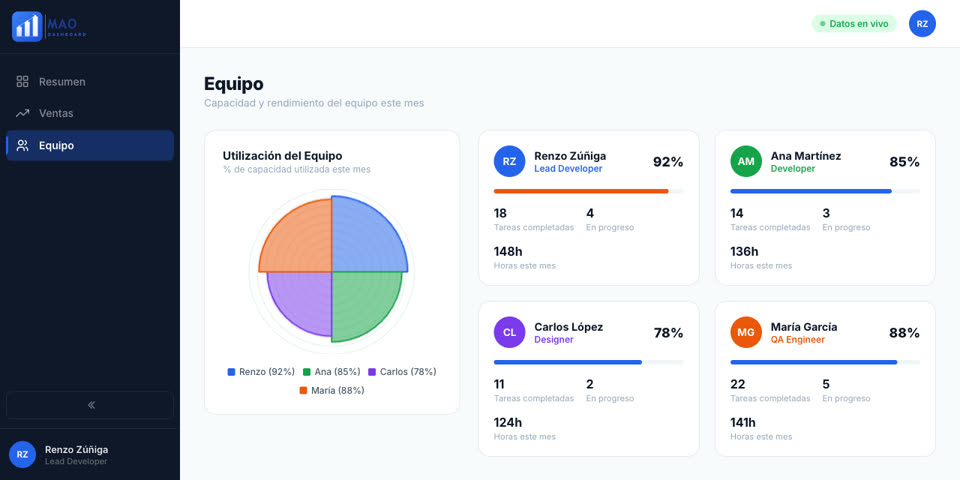 MAO
DASHBOARD
Resumen
Ventas
Equipo
Renzo Zúñiga
Lead Developer
RZ
Datos en vivo
RZ
Equipo
Capacidad y rendimiento del equipo este mes
Utilización del Equipo
% de capacidad utilizada este mes
Renzo (92%)
Ana (85%)
Carlos (78%)
María (88%)
RZ
Renzo Zúñiga
Lead Developer
92%
18
Tareas completadas
4
En progreso
148h
Horas este mes
AM
Ana Martínez
Developer
85%
14
Tareas completadas
3
En progreso
136h
Horas este mes
CL
Carlos López
Designer
78%
11
Tareas completadas
2
En progreso
124h
Horas este mes
MG
María García
QA Engineer
88%
22
Tareas completadas
5
En progreso
141h
Horas este mes